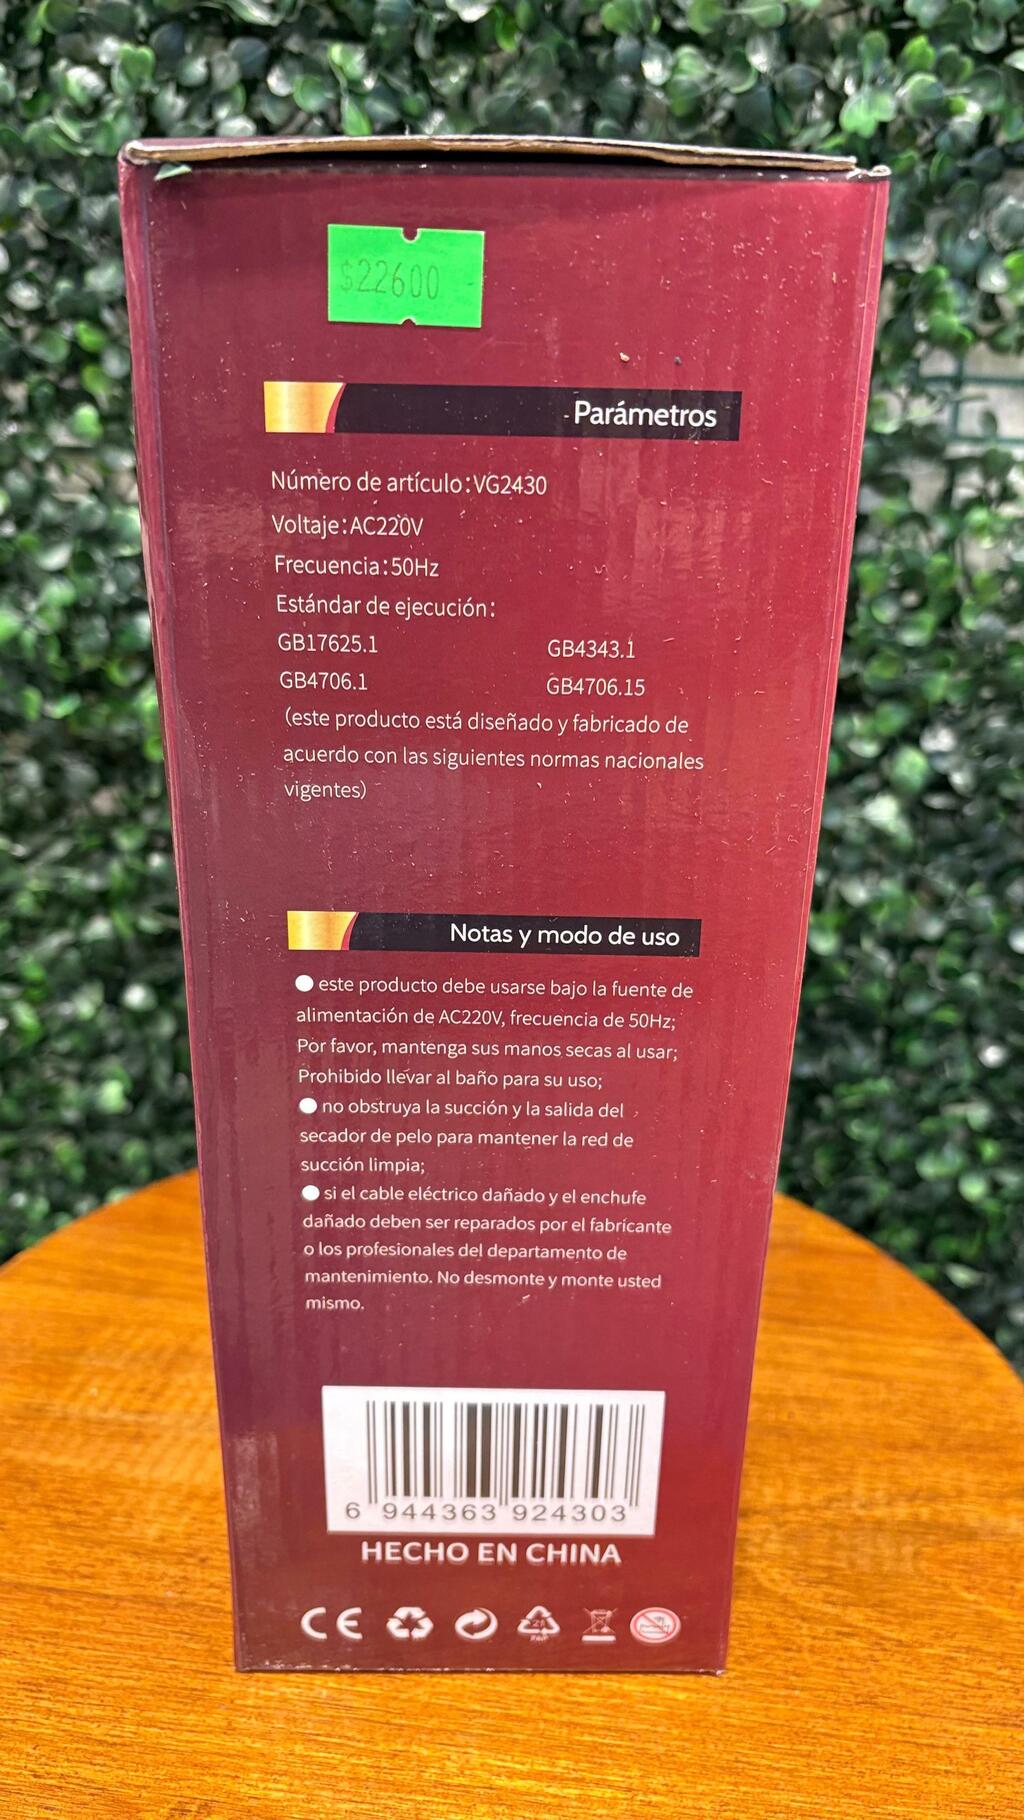 $22600
Parámetros
Número de artículo:VG2430
Voltaje:AC220V
Frecuencia:50Hz
Estándar de ejecución:
GB17625.1 GB4343.1
GB4706.1 GB4706.15
(este producto está diseñado y fabricado de
acuerdo con las siguientes normas nacionales
vigentes)
Notas y modo de uso
este producto debe usarse bajo la fuente de
alimentación de AC220V, frecuencia de 50Hz;
Por favor, mantenga sus manos secas al usar;
Prohibido llevar al baño para su uso;
no obstruya la succión y la salida del
secador de pelo para mantener la red de
succión limpia;
si el cable eléctrico dañado y el enchufe
dañado deben ser reparados por el fabricante
o los profesionales del departamento de
mantenimiento. No desmonte y monte usted
mismo.
6 944363 924303
HECHO EN CHINA
CE